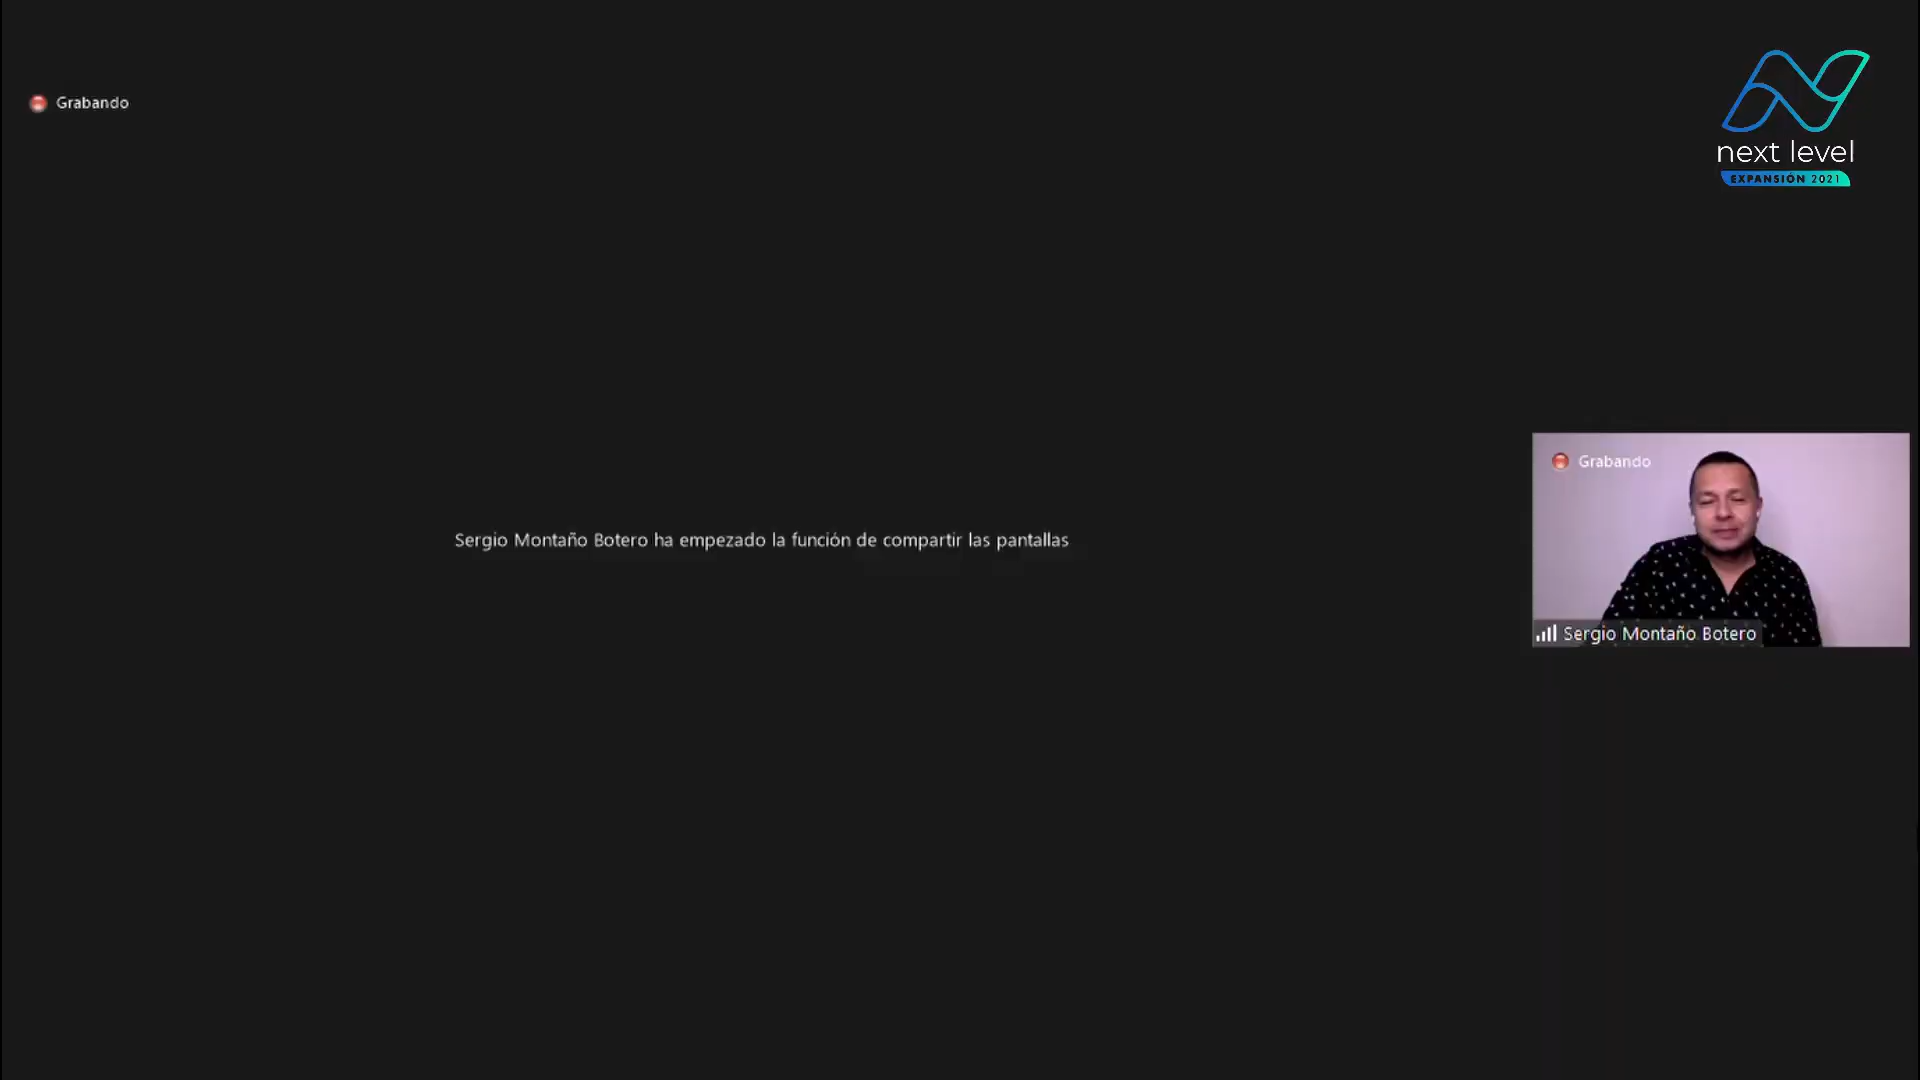 Grabando
next level
EXPANSIÓN 2021
Grabando
Sergio Montaño Botero ha empezado la función de compartir las pantallas
Sergio Montaño Botero